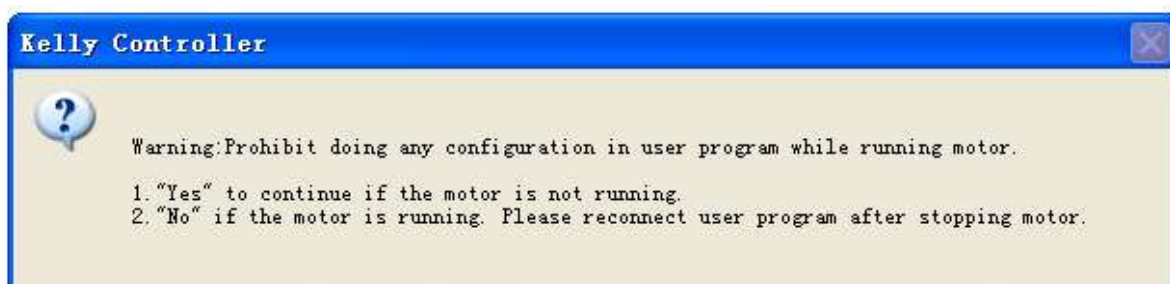 Kelly Controller
Warning:Prohibit doing any configuration in user program while running motor.
1."Yes" to continue if the motor is not running.
2."No" if the motor is running. Please reconnect user program after stopping motor.